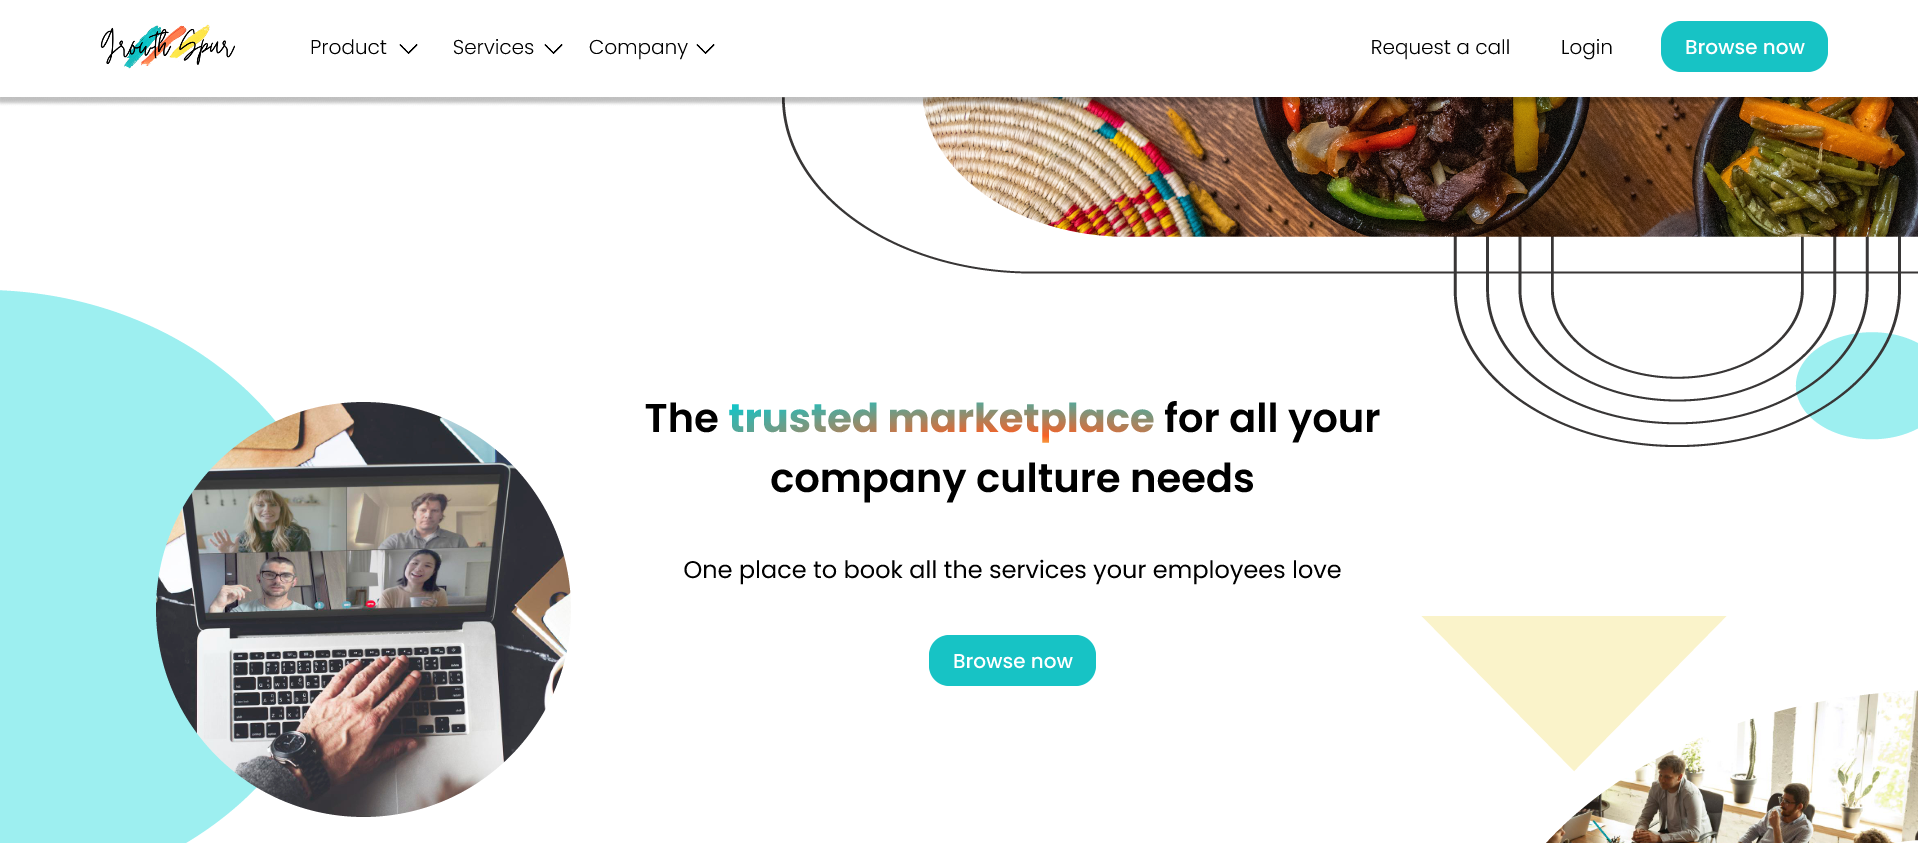 Growth Spur
Product
Services
Company
Request a call
Login
Browse now
The trusted marketplace for all your
company culture needs
One place to book all the services your employees love
Browse now